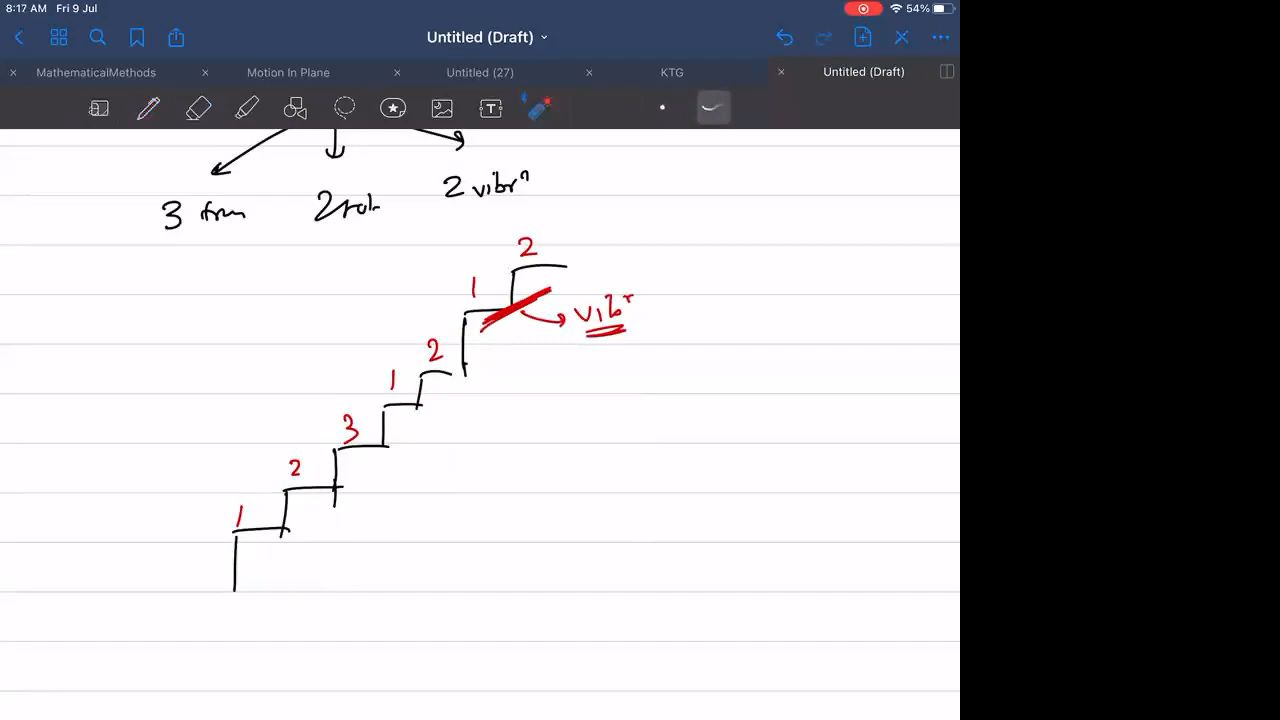 8:17 AM Fri 9 Jul 54%
Untitled (Draft)
MathematicalMethods Motion In Plane Untitled (27) KTG Untitled (Draft)
T
3 2 rot 2 vibrⁿ
2
1
vibʳ
2
1
3
2
1